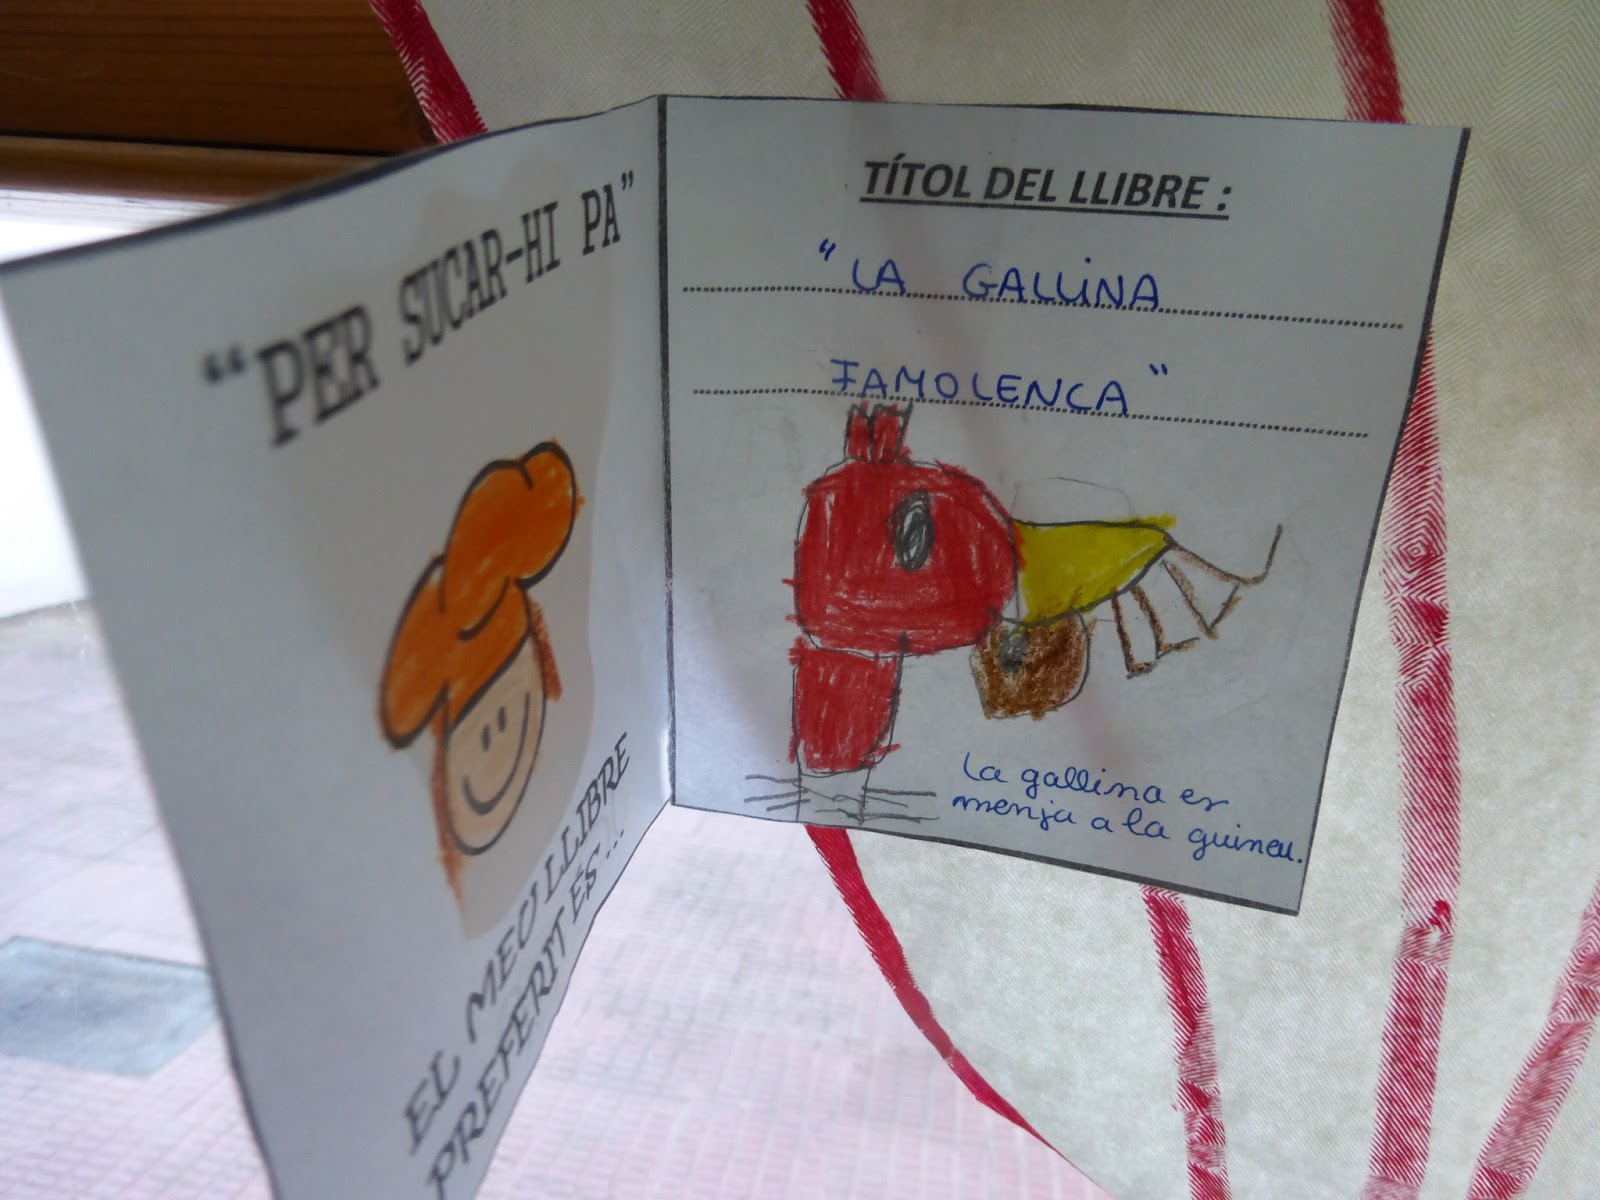 “PER SUCAR-HI PA”
EL MEU LLIBRE
PREFERIT ÉS...
TÍTOL DEL LLIBRE :
“LA GALLINA
FAMOLENCA”
La gallina es
menja a la guineu.